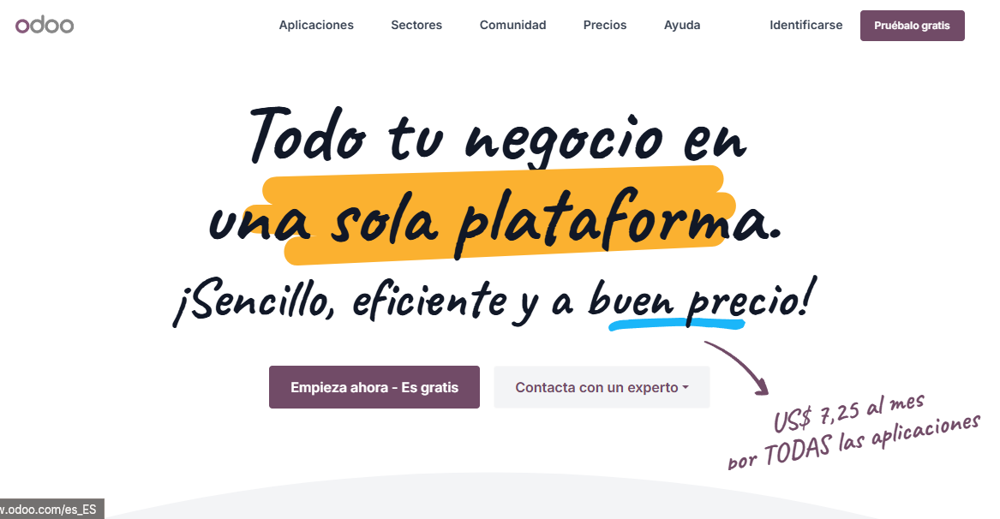 odoo
Aplicaciones
Sectores
Comunidad
Precios
Ayuda
Identificarse
Pruébalo gratis
Todo tu negocio en
una sola plataforma.
¡Sencillo, eficiente y a buen precio!
Empieza ahora - Es gratis
Contacta con un experto
US$ 7,25 al mes
por TODAS las aplicaciones
w.odoo.com/es_ES